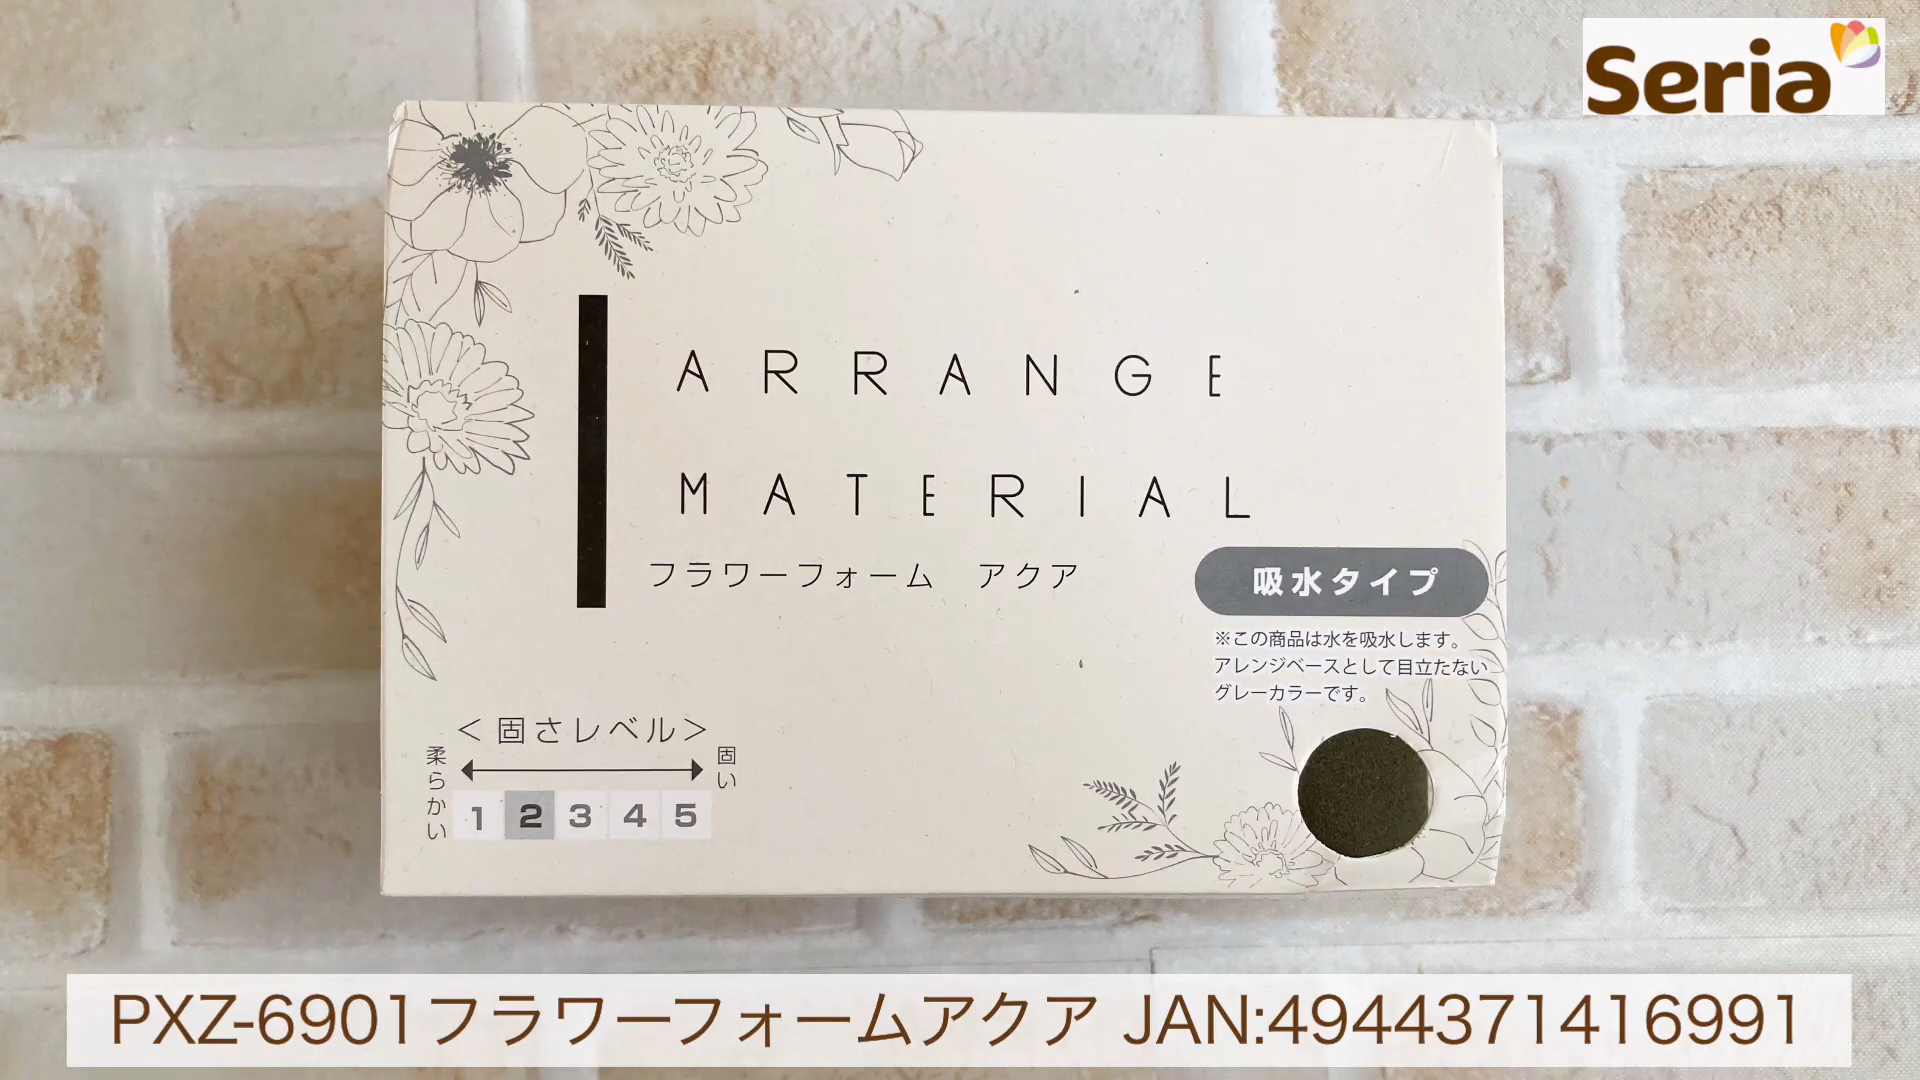 Seria
ARRANGE
MATERIAL
フラワーフォーム アクア
吸水タイプ
※この商品は水を吸水します。
アレンジベースとして目立たない
グレーカラーです。
＜固さレベル＞
柔らかい
固い
1 2 3 4 5
PXZ-6901フラワーフォームアクア JAN:4944371416991